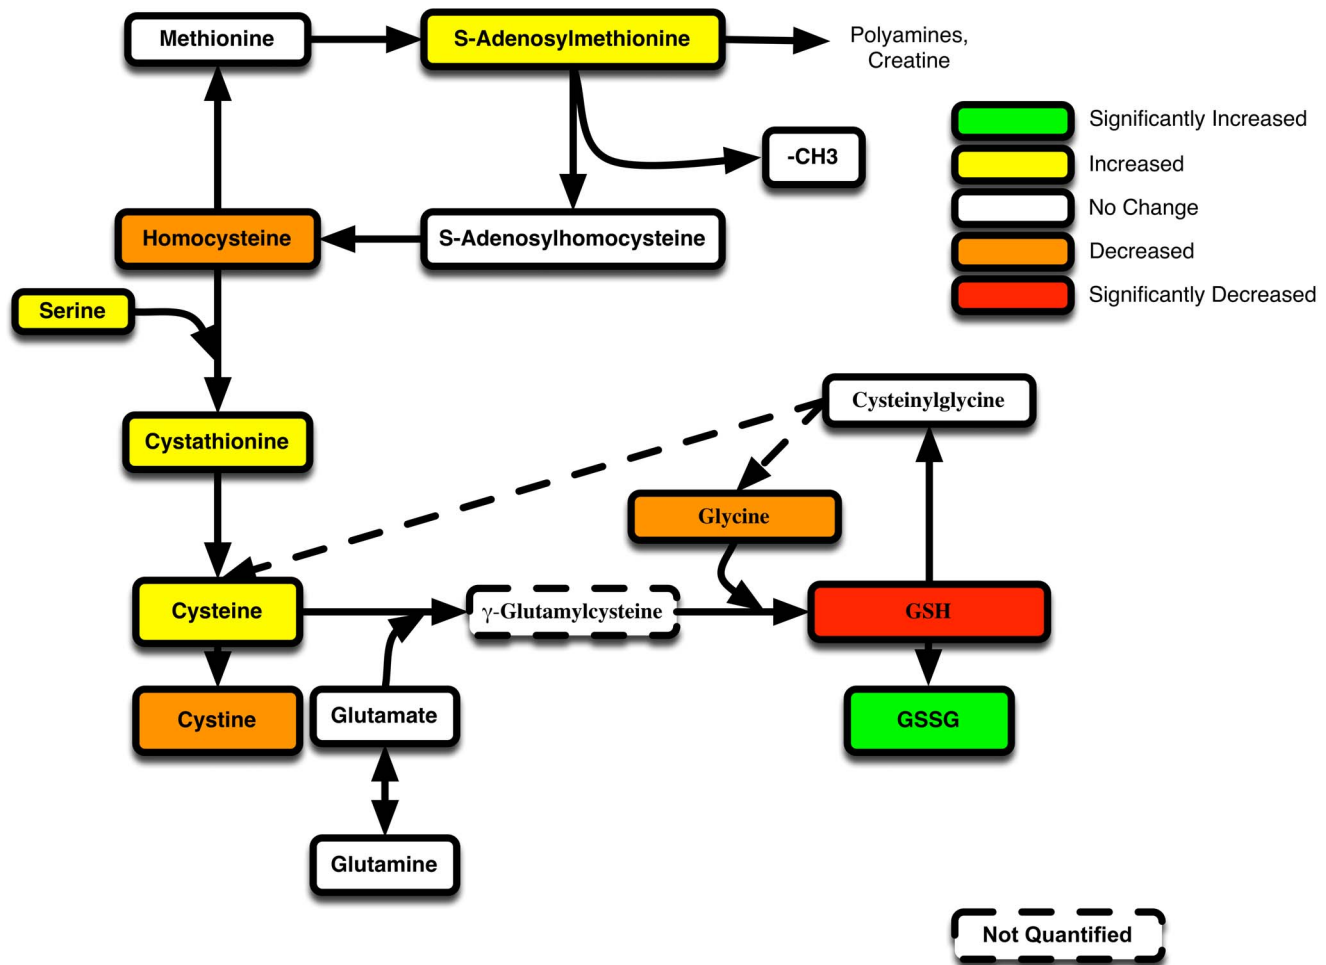 Methionine
S-Adenosylmethionine
Polyamines,
Creatine
Significantly Increased
-CH3
Increased
No Change
Homocysteine
S-Adenosylhomocysteine
Decreased
Significantly Decreased
Serine
Cysteinylglycine
Cystathionine
Glycine
Cysteine
γ-Glutamylcysteine
GSH
Cystine
Glutamate
GSSG
Glutamine
Not Quantified